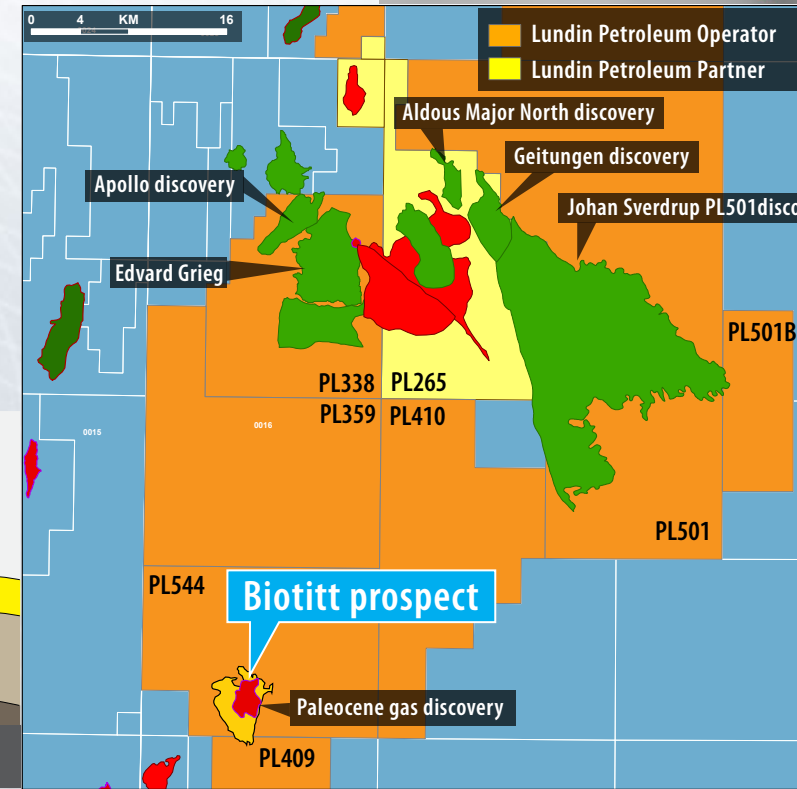 0 4 KM 16
Lundin Petroleum Operator
Lundin Petroleum Partner
Aldous Major North discovery
Geitungen discovery
Apollo discovery
Johan Sverdrup PL501disco
Edvard Grieg
PL501B
PL338 PL265
PL359 PL410
0015
0016
PL501
PL544
Biotitt prospect
Paleocene gas discovery
PL409